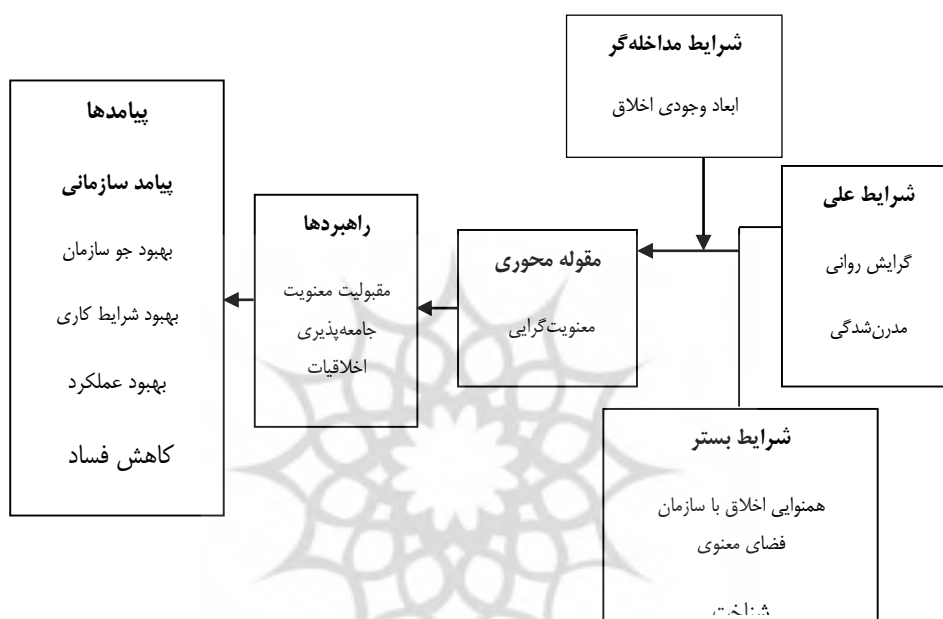 شرایط مداخله‌گر
ابعاد وجودی اخلاق
شرایط علی
گرایش روانی
مدرن‌شدگی
شرایط بستر
همنوایی اخلاق با سازمان
فضای معنوی
شناخت
مقوله محوری
معنویت‌گرایی
راهبردها
مقبولیت معنویت
جامعه‌پذیری
اخلاقیات
پیامدها
پیامد سازمانی
بهبود جو سازمان
بهبود شرایط کاری
بهبود عملکرد
کاهش فساد